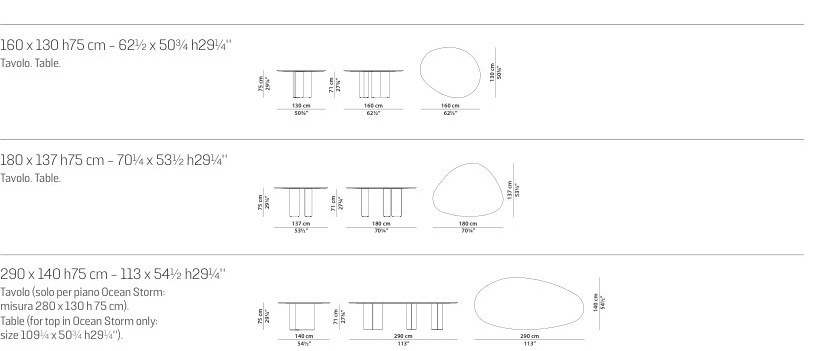 160 x 130 h75 cm – 62½ x 50¾ h29¼"
Tavolo. Table.
75 cm
29¼"
130 cm
50¾"
71 cm
27¾"
160 cm
62½"
160 cm
62½"
130 cm
50¾"
180 x 137 h75 cm – 70¼ x 53½ h29¼"
Tavolo. Table.
75 cm
29¼"
137 cm
53½"
71 cm
27¾"
180 cm
70¼"
180 cm
70¼"
137 cm
53½"
290 x 140 h75 cm – 113 x 54½ h29¼"
Tavolo (solo per piano Ocean Storm:
misura 280 x 130 h 75 cm).
Table (for top in Ocean Storm only:
size 109¼ x 50¾ h29¼").
75 cm
29¼"
140 cm
54½"
71 cm
27¾"
290 cm
113"
290 cm
113"
140 cm
54½"